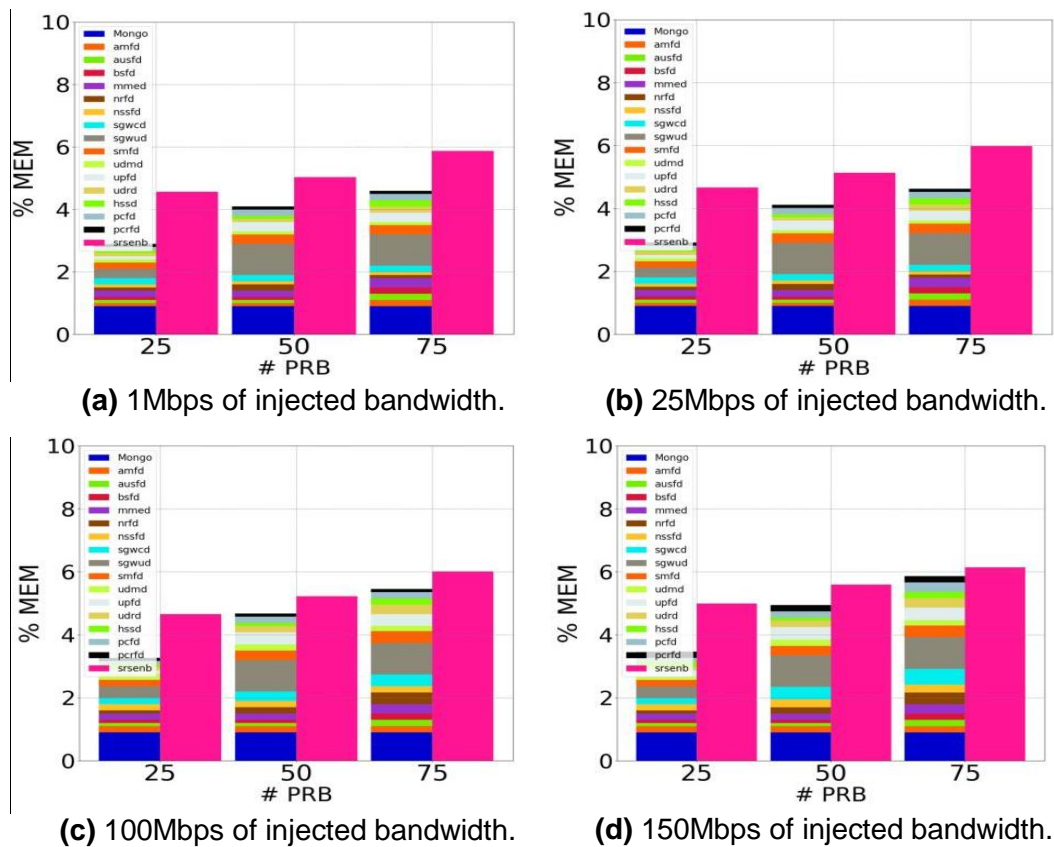 10
8
6
4
2
0
% MEM
Mongo
amfd
ausfd
bsfd
mmed
nrfd
nssfd
sgwcd
sgwud
smfd
udmd
upfd
udrd
hssd
pcfd
pcrfd
srsenb
25 50 75
# PRB
(a) 1Mbps of injected bandwidth.
10
8
6
4
2
0
% MEM
Mongo
amfd
ausfd
bsfd
mmed
nrfd
nssfd
sgwcd
sgwud
smfd
udmd
upfd
udrd
hssd
pcfd
pcrfd
srsenb
25 50 75
# PRB
(b) 25Mbps of injected bandwidth.
10
8
6
4
2
0
% MEM
Mongo
amfd
ausfd
bsfd
mmed
nrfd
nssfd
sgwcd
sgwud
smfd
udmd
upfd
udrd
hssd
pcfd
pcrfd
srsenb
25 50 75
# PRB
(c) 100Mbps of injected bandwidth.
10
8
6
4
2
0
% MEM
Mongo
amfd
ausfd
bsfd
mmed
nrfd
nssfd
sgwcd
sgwud
smfd
udmd
upfd
udrd
hssd
pcfd
pcrfd
srsenb
25 50 75
# PRB
(d) 150Mbps of injected bandwidth.